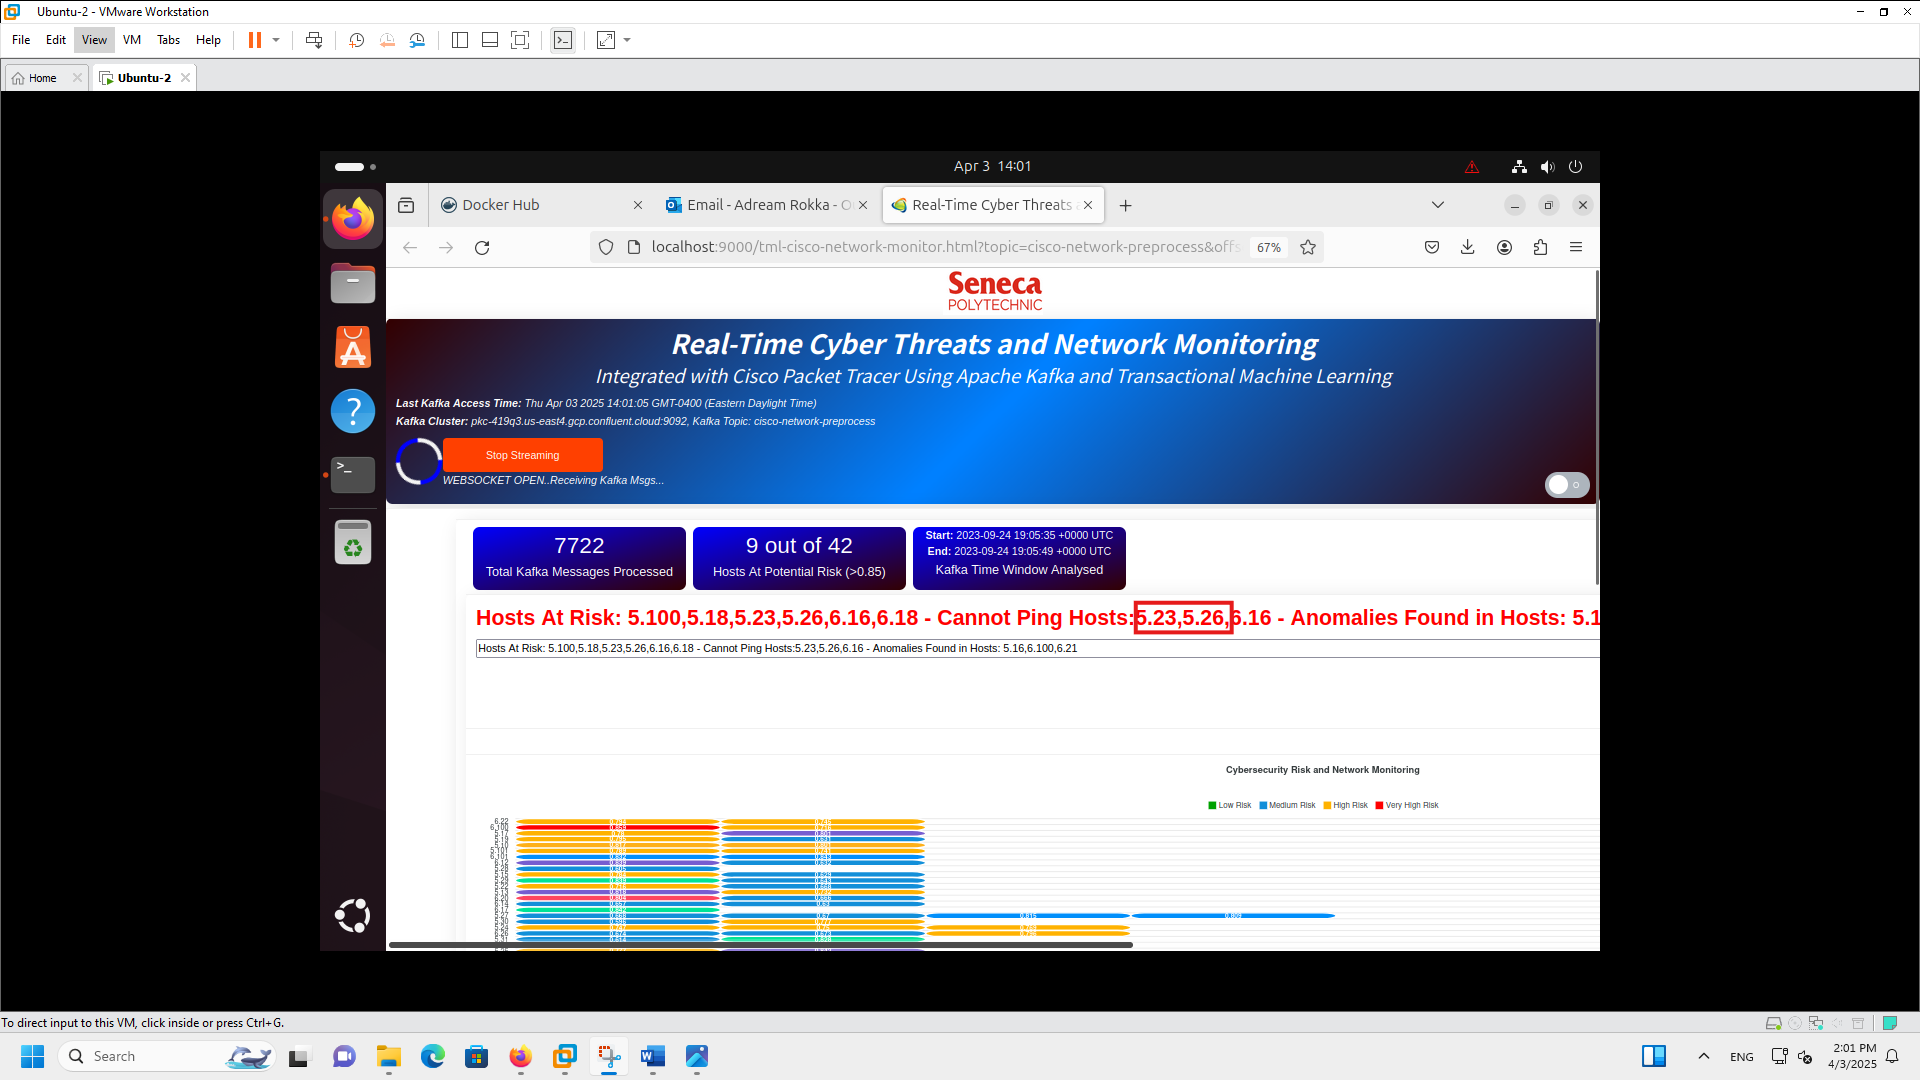 Ubuntu-2 - VMware Workstation
File Edit View VM Tabs Help
Home
Ubuntu-2
Apr 3 14:01
Docker Hub
Email - Adream Rokka - O
Real-Time Cyber Threats
localhost:9000/tml-cisco-network-monitor.html?topic=cisco-network-preprocess&offs
67%
Seneca
POLYTECHNIC
Real-Time Cyber Threats and Network Monitoring
Integrated with Cisco Packet Tracer Using Apache Kafka and Transactional Machine Learning
Last Kafka Access Time: Thu Apr 03 2025 14:01:05 GMT-0400 (Eastern Daylight Time)
Kafka Cluster: pkc-419q3.us-east4.gcp.confluent.cloud:9092, Kafka Topic: cisco-network-preprocess
Stop Streaming
WEBSOCKET OPEN..Receiving Kafka Msgs...
7722
Total Kafka Messages Processed
9 out of 42
Hosts At Potential Risk (>0.85)
Start: 2023-09-24 19:05:35 +0000 UTC
End: 2023-09-24 19:05:49 +0000 UTC
Kafka Time Window Analysed
Hosts At Risk: 5.100,5.18,5.23,5.26,6.16,6.18 - Cannot Ping Hosts:5.23,5.26,6.16 - Anomalies Found in Hosts: 5.1
Hosts At Risk: 5.100,5.18,5.23,5.26,6.16,6.18 - Cannot Ping Hosts:5.23,5.26,6.16 - Anomalies Found in Hosts: 5.16,6.100,6.21
Cybersecurity Risk and Network Monitoring
Low Risk Medium Risk High Risk Very High Risk
6.22
6.100
To direct input to this VM, click inside or press Ctrl+G.
Search
ENG
2:01 PM
4/3/2025